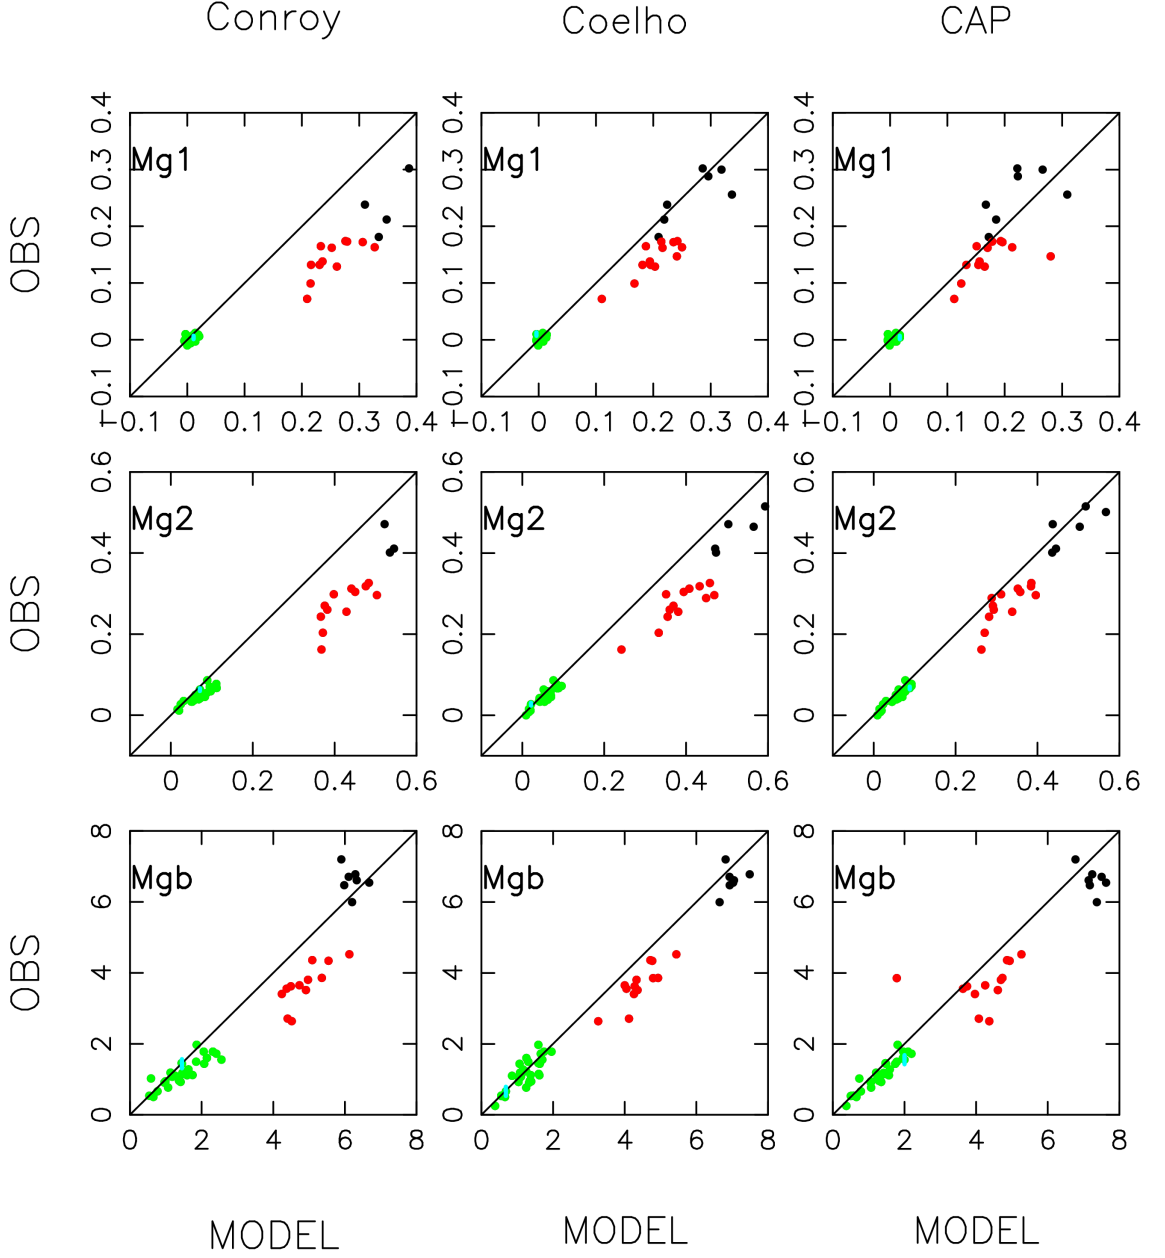 Conroy Coelho CAP
OBS
Mg1 Mg1 Mg1
0.4 0.4 0.4
0.3 0.3 0.3
0.2 0.2 0.2
0.1 0.1 0.1
0 0 0
−0.1 −0.1 −0.1
−0.1 0 0.1 0.2 0.3 0.4 −0.1 0 0.1 0.2 0.3 0.4 −0.1 0 0.1 0.2 0.3 0.4
OBS
Mg2 Mg2 Mg2
0.6 0.6 0.6
0.4 0.4 0.4
0.2 0.2 0.2
0 0 0
0 0.2 0.4 0.6 0 0.2 0.4 0.6 0 0.2 0.4 0.6
OBS
Mgb Mgb Mgb
8 8 8
6 6 6
4 4 4
2 2 2
0 0 0
0 2 4 6 8 0 2 4 6 8 0 2 4 6 8
MODEL MODEL MODEL